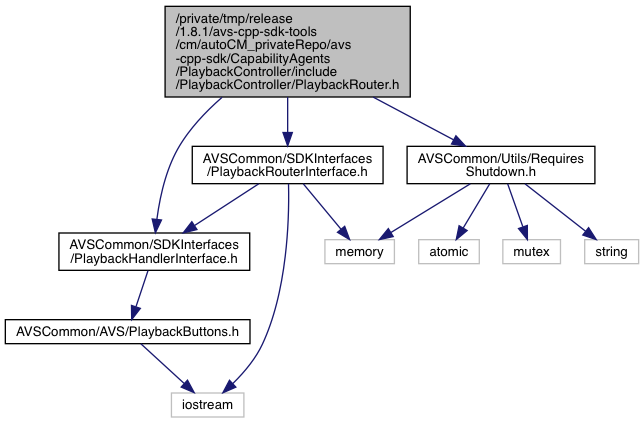 /private/tmp/release
/1.8.1/avs-cpp-sdk-tools
/cm/autoCM_privateRepo/avs
-cpp-sdk/CapabilityAgents
/PlaybackController/include
/PlaybackController/PlaybackRouter.h
AVSCommon/SDKInterfaces
/PlaybackRouterInterface.h
AVSCommon/Utils/Requires
Shutdown.h
AVSCommon/SDKInterfaces
/PlaybackHandlerInterface.h
memory
atomic
mutex
string
AVSCommon/AVS/PlaybackButtons.h
iostream